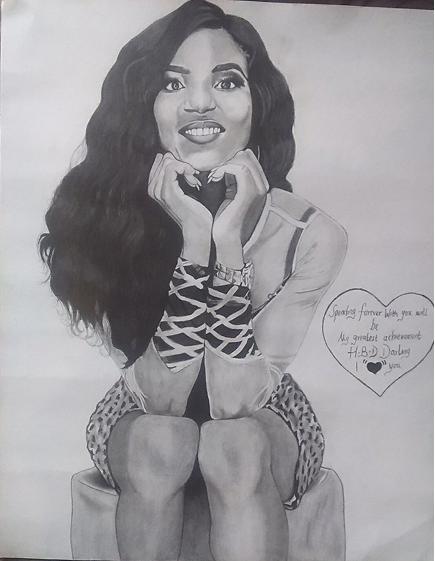 Spending forever with you will
be
My greatest achievement
H-B-D Darling
I "♥" you